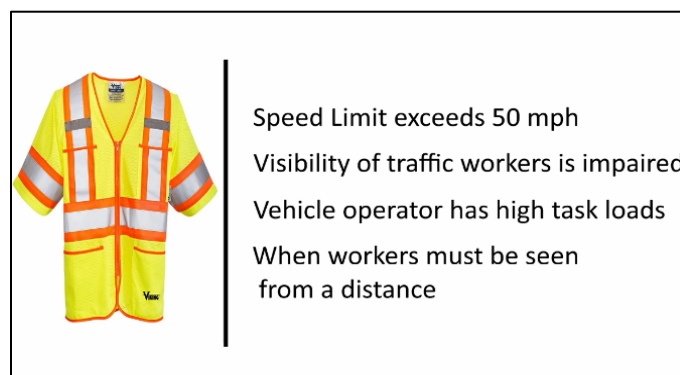 Speed Limit exceeds 50 mph
Visibility of traffic workers is impaired
Vehicle operator has high task loads
When workers must be seen
from a distance
VIKING